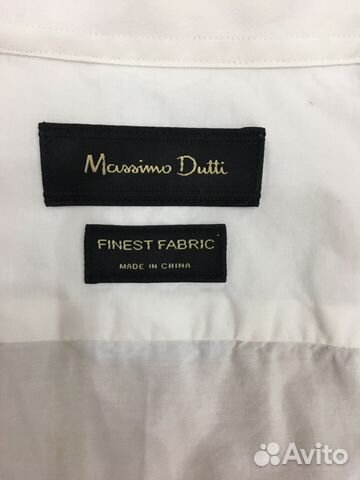 Massimo Dutti
FINEST FABRIC
MADE IN CHINA
Avito